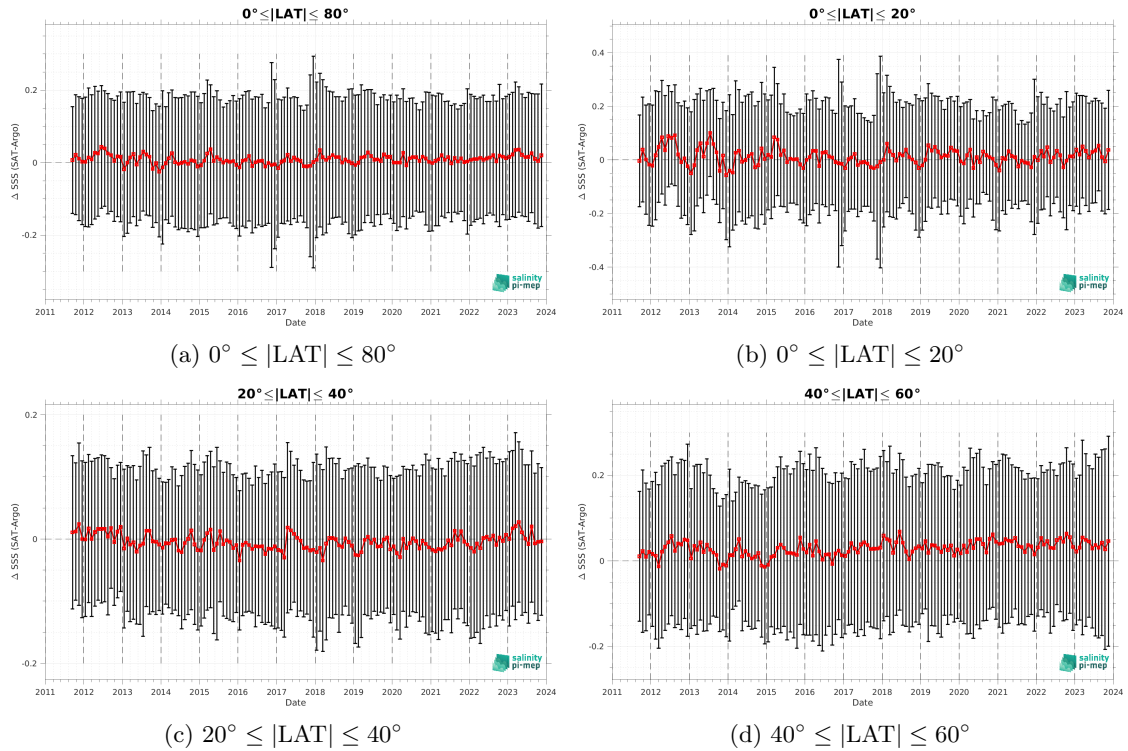 0°≤|LAT|≤ 80°
Δ SSS (SAT-Argo)
0.2
0
-0.2
2011 2012 2013 2014 2015 2016 2017 2018 2019 2020 2021 2022 2023 2024
Date
salinity
pi-mep
(a) 0° ≤ |LAT| ≤ 80°
0°≤|LAT|≤ 20°
Δ SSS (SAT-Argo)
0.4
0.2
0
-0.2
-0.4
2011 2012 2013 2014 2015 2016 2017 2018 2019 2020 2021 2022 2023 2024
Date
salinity
pi-mep
(b) 0° ≤ |LAT| ≤ 20°
20°≤|LAT|≤ 40°
Δ SSS (SAT-Argo)
0.2
0
-0.2
2011 2012 2013 2014 2015 2016 2017 2018 2019 2020 2021 2022 2023 2024
Date
salinity
pi-mep
(c) 20° ≤ |LAT| ≤ 40°
40°≤|LAT|≤ 60°
Δ SSS (SAT-Argo)
0.2
0
-0.2
2011 2012 2013 2014 2015 2016 2017 2018 2019 2020 2021 2022 2023 2024
Date
salinity
pi-mep
(d) 40° ≤ |LAT| ≤ 60°